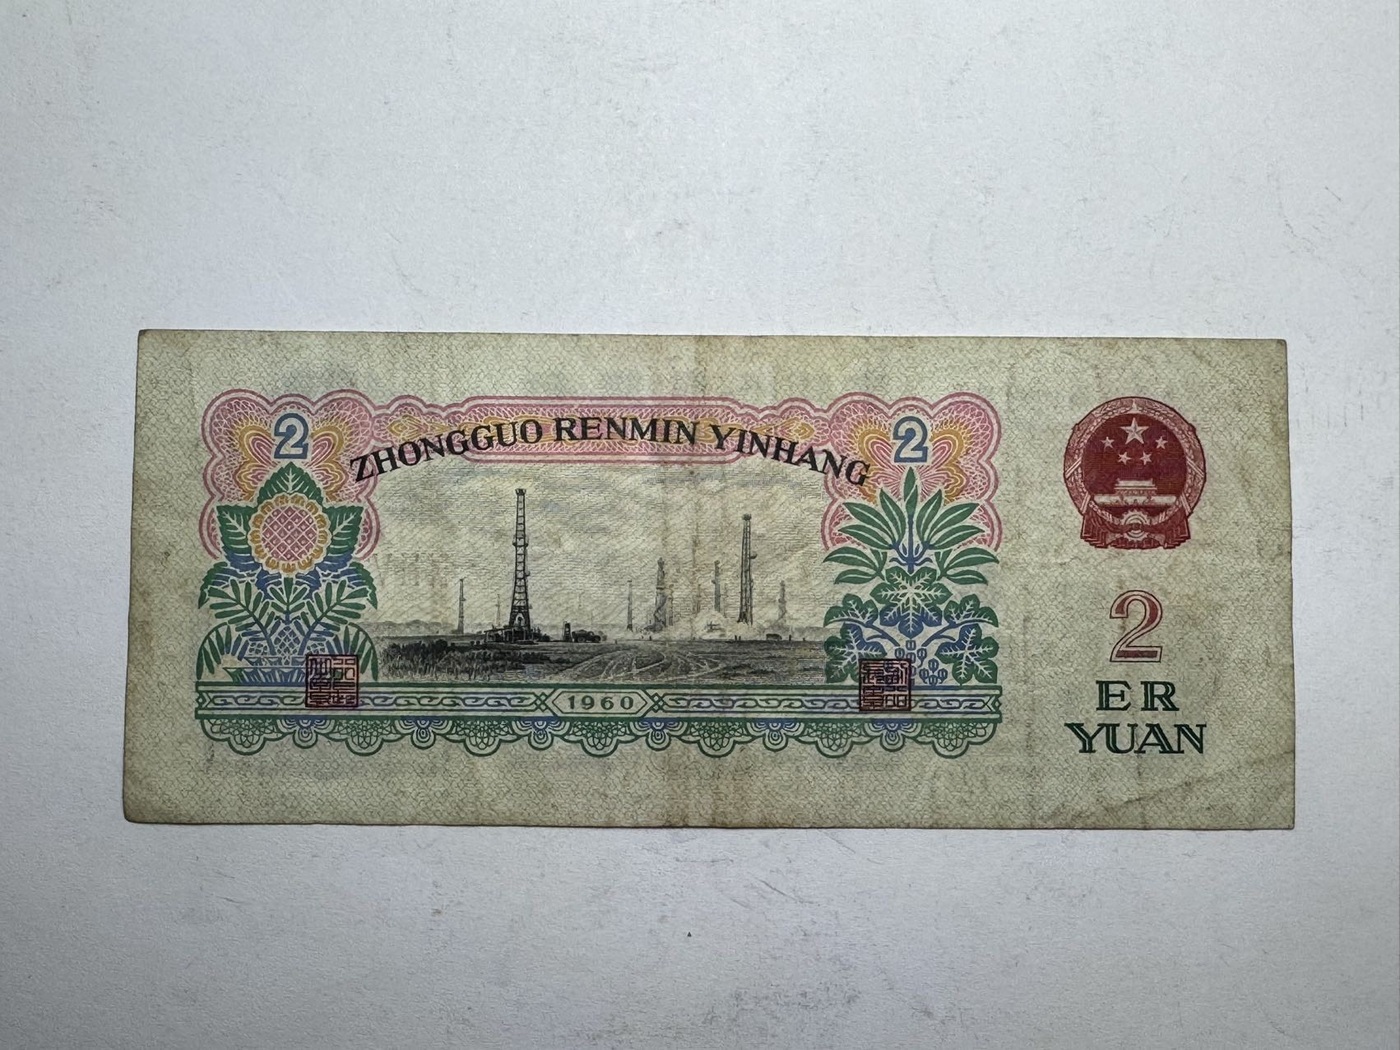 2
2
ZHONGGUO RENMIN YINHANG
1960
2
ER
YUAN